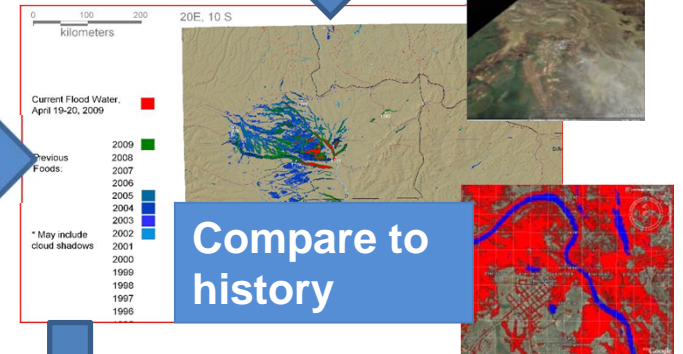 0 100 200
kilometers
20E, 10 S
Current Flood Water,
April 19-20, 2009
2009
Previous 2008
Foods: 2007
2006
2005
2004
2003
* May include 2002
cloud shadows 2001
2000
1999
1998
1997
1996
Compare to
history
Google